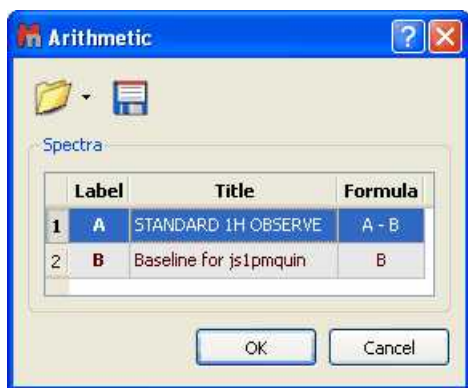 Arithmetic
Spectra
Label Title Formula
1 A STANDARD 1H OBSERVE A - B
2 B Baseline for js1pmquin B
OK Cancel